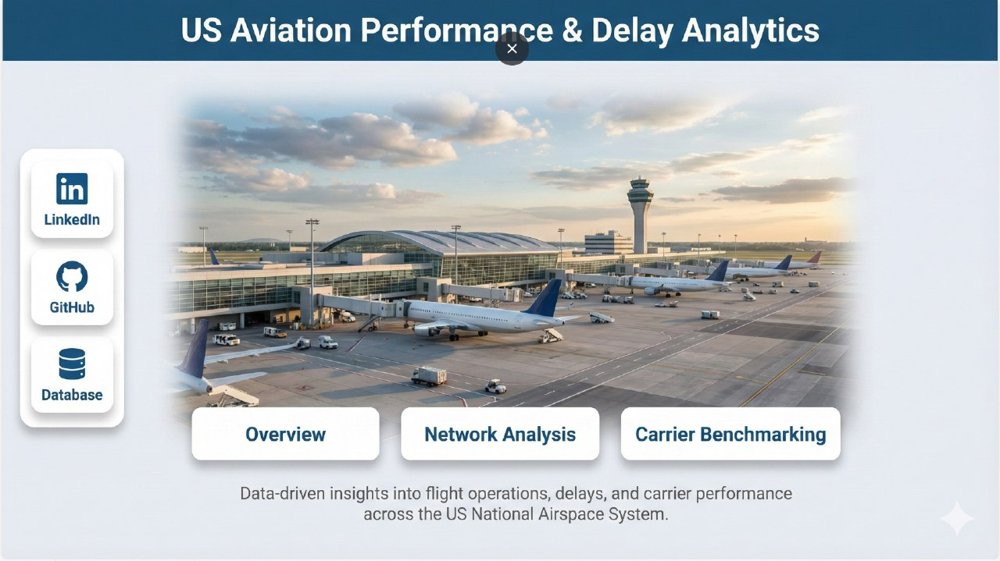 US Aviation Performance & Delay Analytics
LinkedIn
GitHub
Database
Overview
Network Analysis
Carrier Benchmarking
Data-driven insights into flight operations, delays, and carrier performance
across the US National Airspace System.